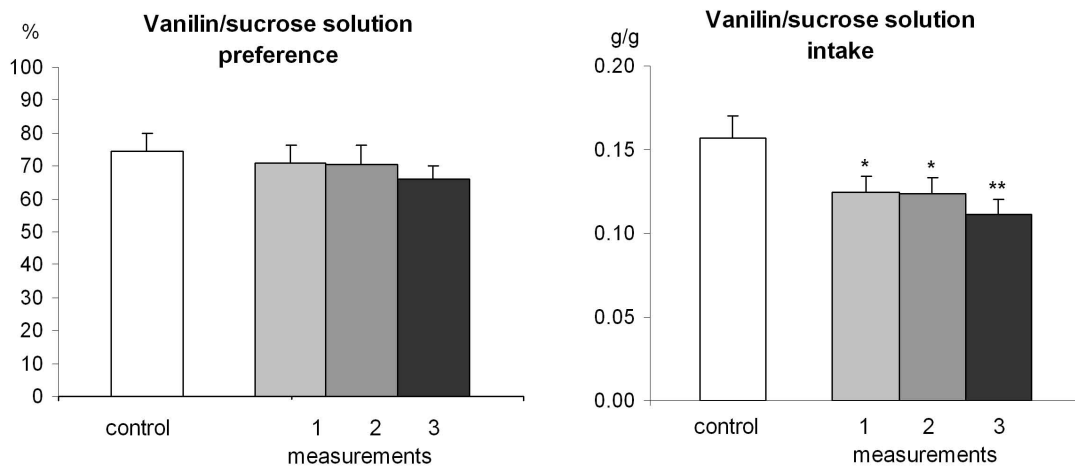 Vanilin/sucrose solution
preference
%
100
90
80
70
60
50
40
30
20
10
0
control
1 2 3
measurements
Vanilin/sucrose solution
intake
g/g
0.20
0.15
0.10
0.05
0.00
* * **
control
1 2 3
measurements